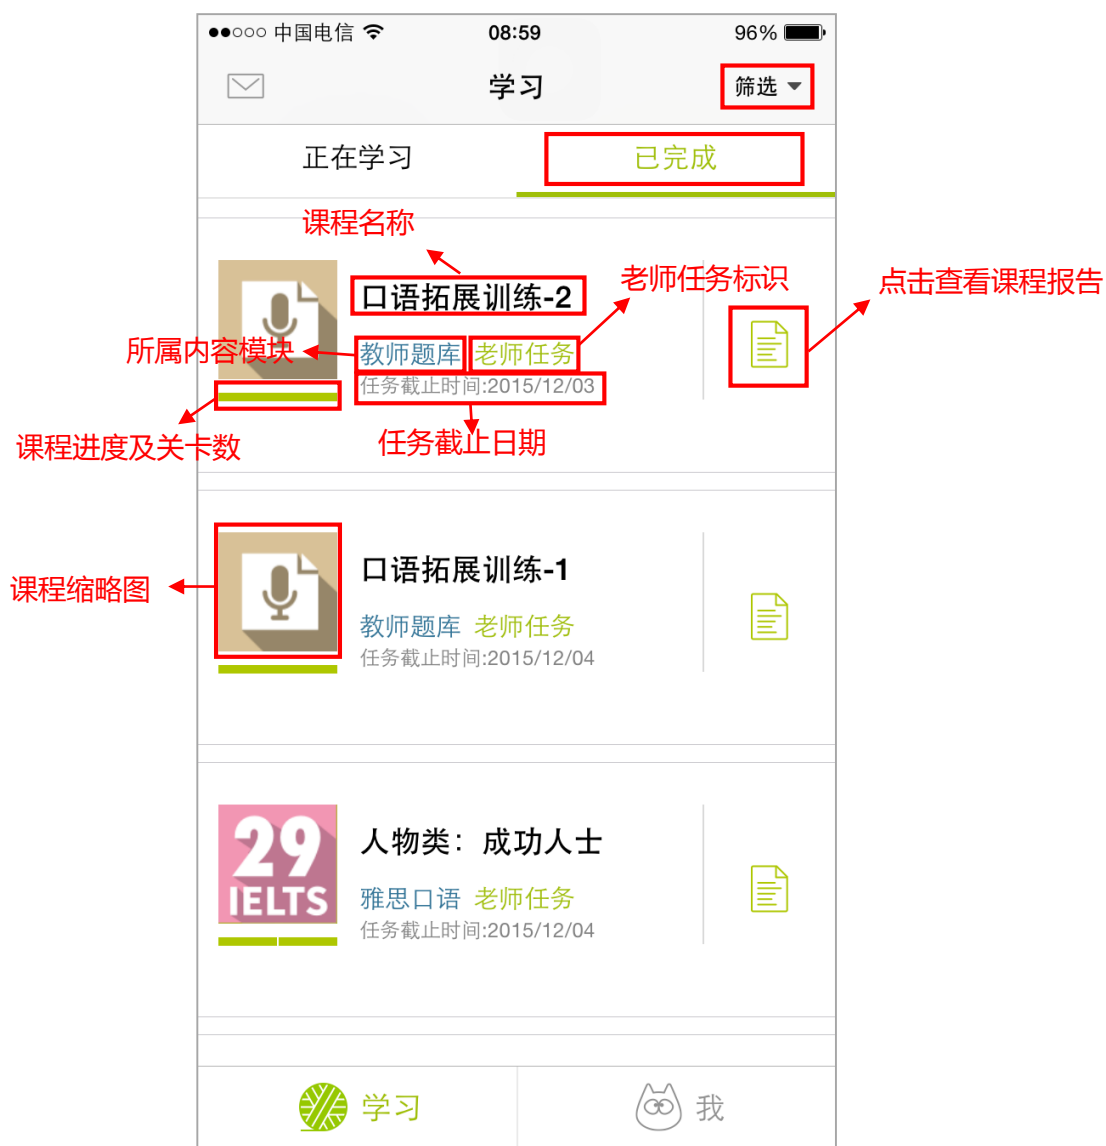 ●●○○○ 中国电信 08:59 96%
学习 筛选
正在学习 已完成
课程名称
老师任务标识
点击查看课程报告
口语拓展训练-2
所属内容模块
教师题库 老师任务
任务截止时间:2015/12/03
课程进度及关卡数
任务截止日期
口语拓展训练-1
课程缩略图
教师题库 老师任务
任务截止时间:2015/12/04
29
IELTS
人物类：成功人士
雅思口语 老师任务
任务截止时间:2015/12/04
学习 我